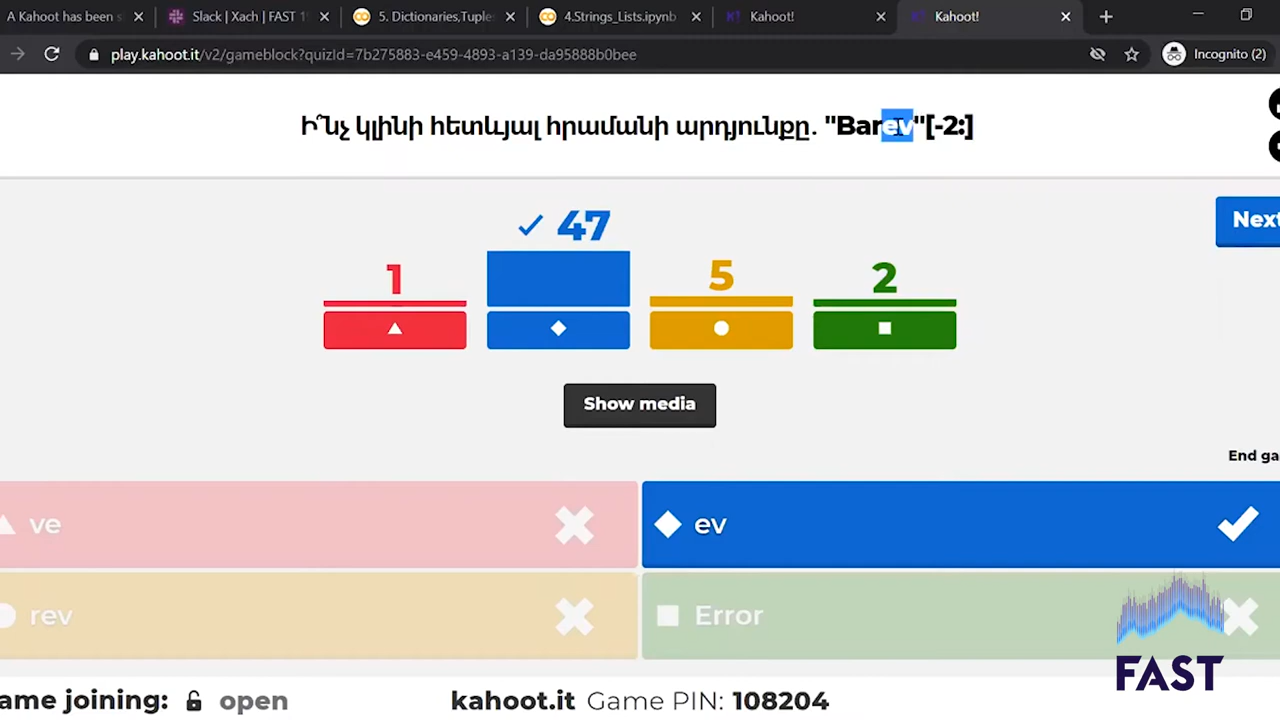 A Kahoot has been s
Slack | Xach | FAST 1
5. Dictionaries,Tuple
4.Strings_Lists.ipynb
Kahoot!
Kahoot!
play.kahoot.it/v2/gameblock?quizId=7b275883-e459-4893-a139-da95888b0bee
Incognito (2)
Ի՞նչ կլինի հետևյալ հրամանի արդյունքը. "Barev"[-2:]
Next
1
47
5
2
Show media
End ga
ve
ev
rev
Error
FAST
ame joining: open
kahoot.it Game PIN: 108204